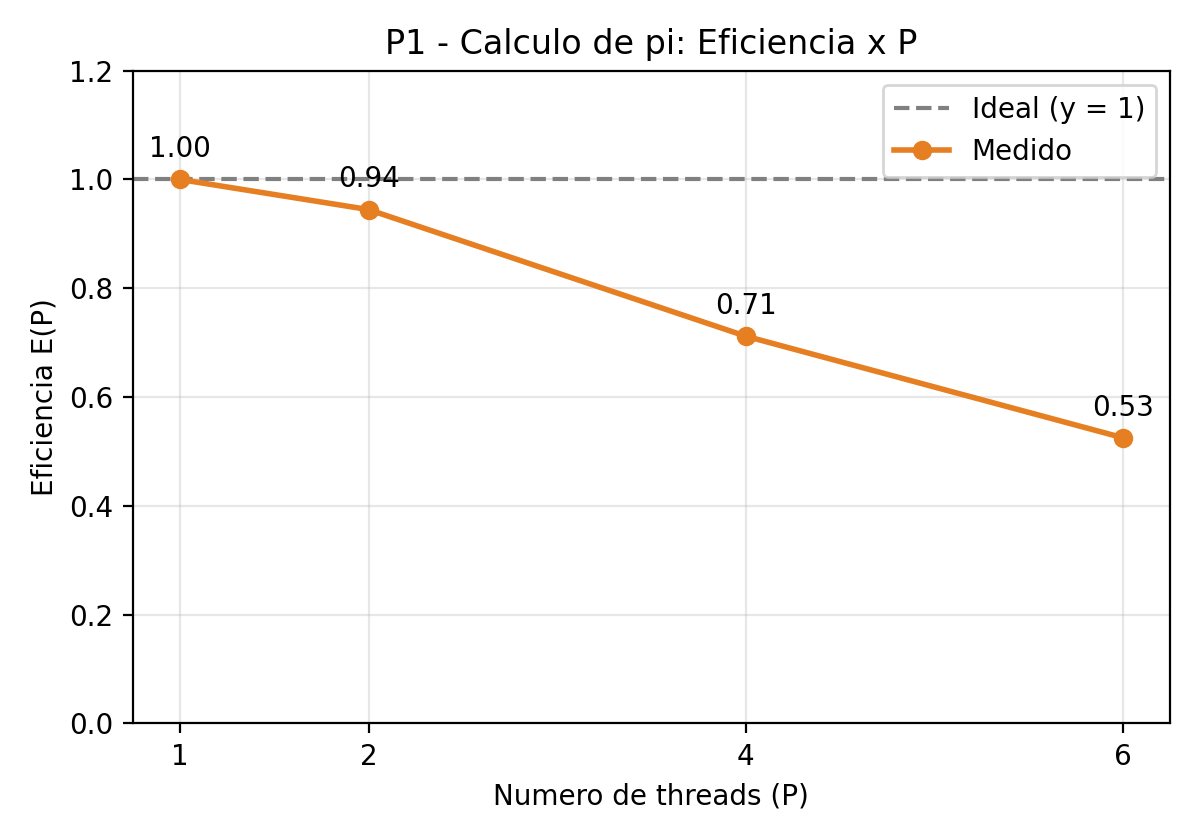 P1 - Calculo de pi: Eficiencia x P
1.2
Ideal (y = 1)
Medido
1.00
0.94
1.0
0.8
0.71
0.6
0.53
0.4
0.2
0.0
Eficiencia E(P)
1 2 4 6
Numero de threads (P)